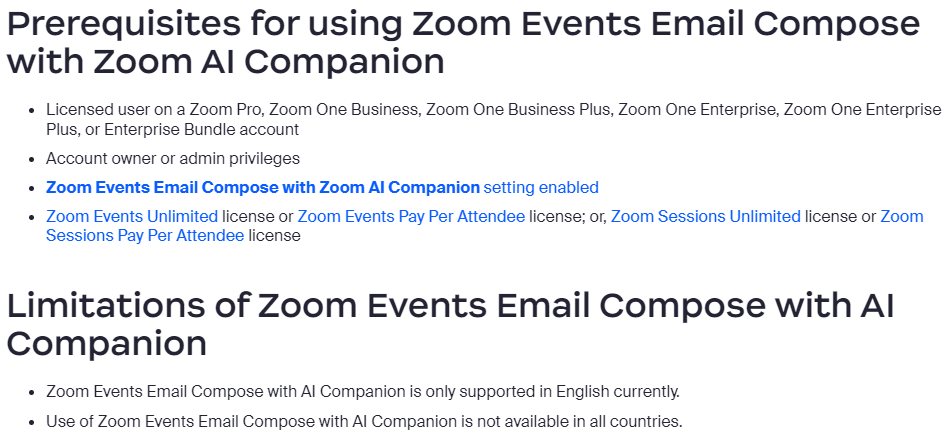 Prerequisites for using Zoom Events Email Compose
with Zoom AI Companion
• Licensed user on a Zoom Pro, Zoom One Business, Zoom One Business Plus, Zoom One Enterprise, Zoom One Enterprise
Plus, or Enterprise Bundle account
• Account owner or admin privileges
• Zoom Events Email Compose with Zoom AI Companion setting enabled
• Zoom Events Unlimited license or Zoom Events Pay Per Attendee license; or, Zoom Sessions Unlimited license or Zoom
Sessions Pay Per Attendee license
Limitations of Zoom Events Email Compose with AI
Companion
• Zoom Events Email Compose with AI Companion is only supported in English currently.
• Use of Zoom Events Email Compose with AI Companion is not available in all countries.